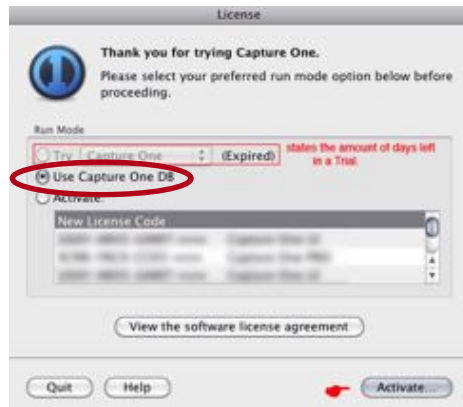 License
Thank you for trying Capture One.
Please select your preferred run mode option below before
proceeding.
Run Mode
Try Capture One (Expired) states the amount of days left
in a Trial.
Use Capture One DB
Activate:
New License Code
Capture One
Capture One PRO
Capture One
View the software license agreement
Quit Help Activate...